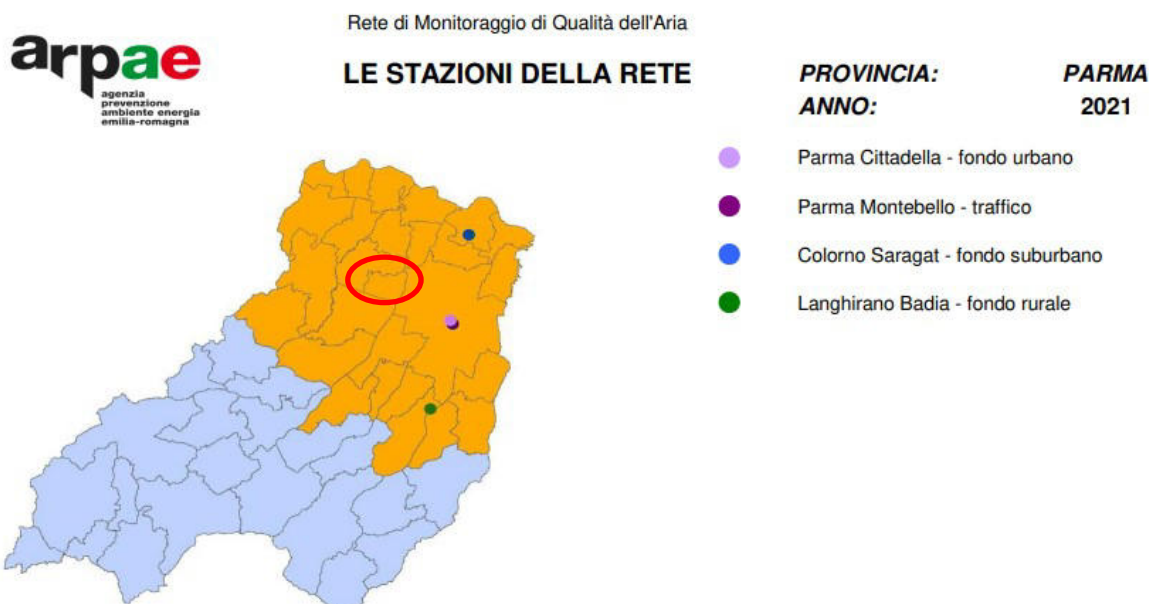 arpae
agenzia
prevenzione
ambiente energia
emilia-romagna
Rete di Monitoraggio di Qualità dell'Aria
LE STAZIONI DELLA RETE
PROVINCIA: PARMA
ANNO: 2021
Parma Cittadella - fondo urbano
Parma Montebello - traffico
Colorno Saragat - fondo suburbano
Langhirano Badia - fondo rurale